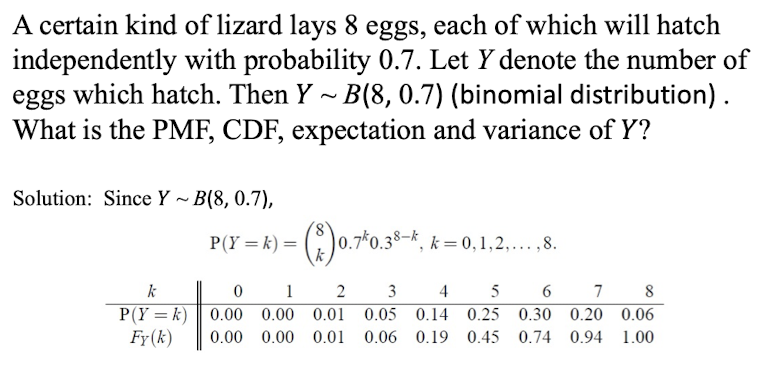 A certain kind of lizard lays 8 eggs, each of which will hatch
independently with probability 0.7. Let Y denote the number of
eggs which hatch. Then Y ~ B(8, 0.7) (binomial distribution) .
What is the PMF, CDF, expectation and variance of Y?
Solution: Since Y ~ B(8, 0.7),
P(Y = k) = (8 k) 0.7^k 0.3^{8−k}, k = 0,1,2,...,8.
k 0 1 2 3 4 5 6 7 8
P(Y = k) 0.00 0.00 0.01 0.05 0.14 0.25 0.30 0.20 0.06
F_Y(k) 0.00 0.00 0.01 0.06 0.19 0.45 0.74 0.94 1.00